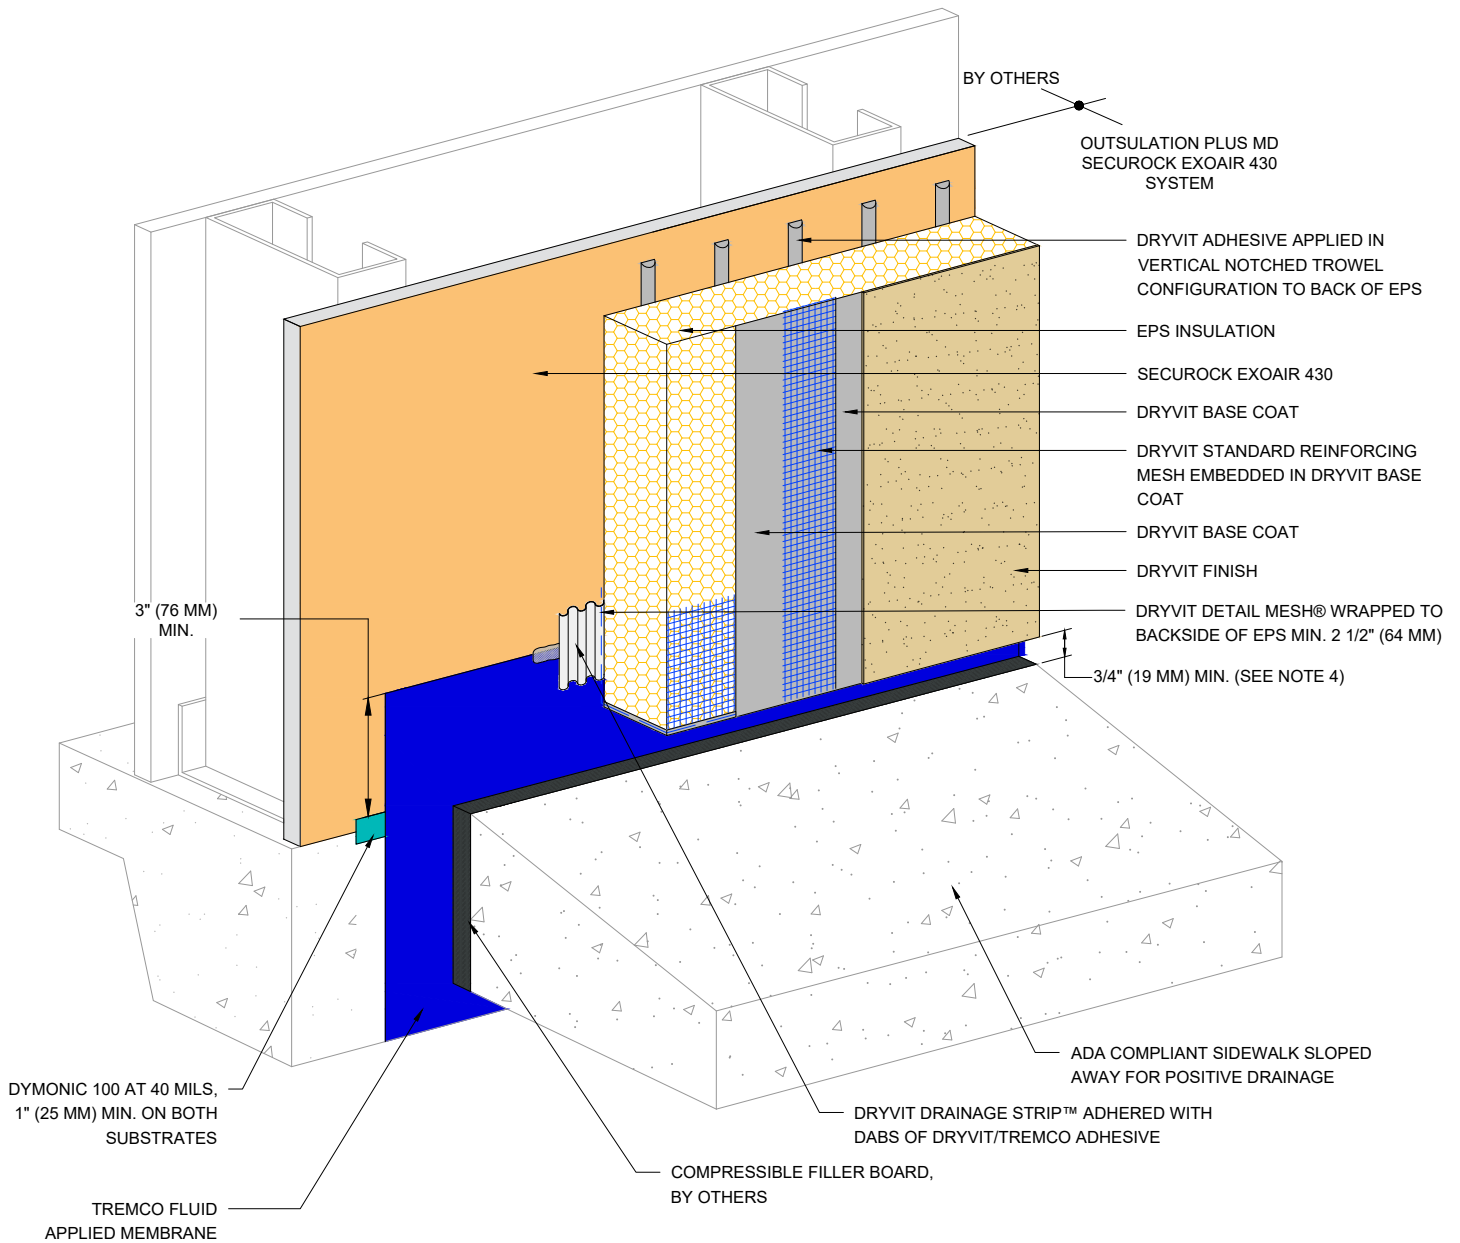 BY OTHERS
OUTSULATION PLUS MD
SECUROCK EXOAIR 430
SYSTEM
DRYVIT ADHESIVE APPLIED IN
VERTICAL NOTCHED TROWEL
CONFIGURATION TO BACK OF EPS
EPS INSULATION
SECUROCK EXOAIR 430
DRYVIT BASE COAT
DRYVIT STANDARD REINFORCING
MESH EMBEDDED IN DRYVIT BASE
COAT
DRYVIT BASE COAT
DRYVIT FINISH
DRYVIT DETAIL MESH® WRAPPED TO
BACKSIDE OF EPS MIN. 2 1/2" (64 MM)
3/4" (19 MM) MIN. (SEE NOTE 4)
3" (76 MM)
MIN.
ADA COMPLIANT SIDEWALK SLOPED
AWAY FOR POSITIVE DRAINAGE
DRYVIT DRAINAGE STRIP™ ADHERED WITH
DABS OF DRYVIT/TREMCO ADHESIVE
COMPRESSIBLE FILLER BOARD,
BY OTHERS
DYMONIC 100 AT 40 MILS,
1" (25 MM) MIN. ON BOTH
SUBSTRATES
TREMCO FLUID
APPLIED MEMBRANE